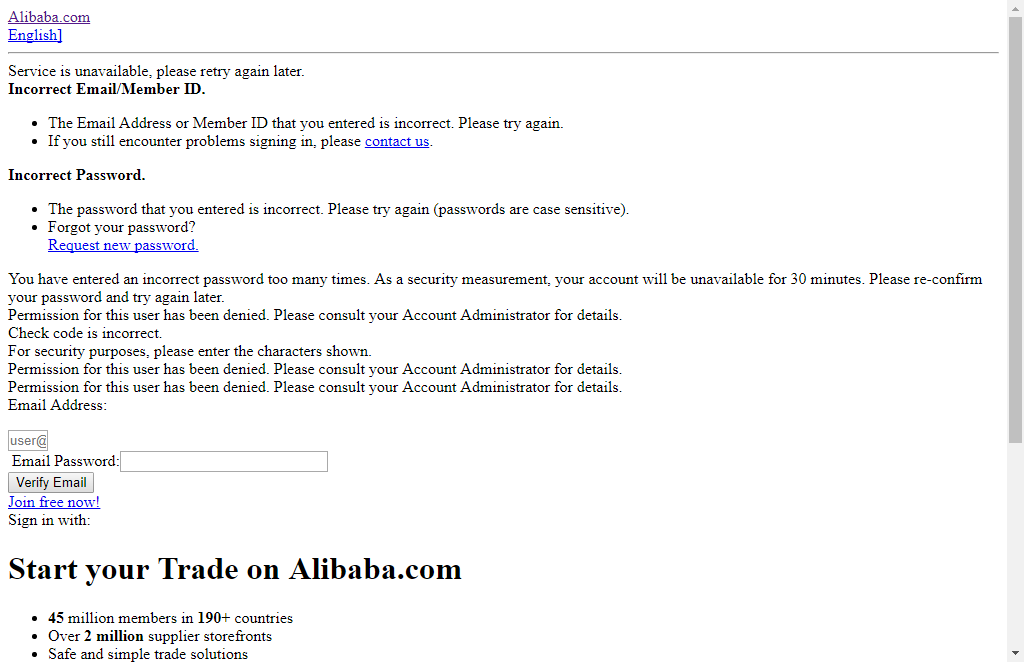 Alibaba.com
English]
Service is unavailable, please retry again later.
Incorrect Email/Member ID.
The Email Address or Member ID that you entered is incorrect. Please try again.
If you still encounter problems signing in, please contact us.
Incorrect Password.
The password that you entered is incorrect. Please try again (passwords are case sensitive).
Forgot your password?
Request new password.
You have entered an incorrect password too many times. As a security measurement, your account will be unavailable for 30 minutes. Please re-confirm
your password and try again later.
Permission for this user has been denied. Please consult your Account Administrator for details.
Check code is incorrect.
For security purposes, please enter the characters shown.
Permission for this user has been denied. Please consult your Account Administrator for details.
Permission for this user has been denied. Please consult your Account Administrator for details.
Email Address:
user@
Email Password:
Verify Email
Join free now!
Sign in with:
Start your Trade on Alibaba.com
45 million members in 190+ countries
Over 2 million supplier storefronts
Safe and simple trade solutions